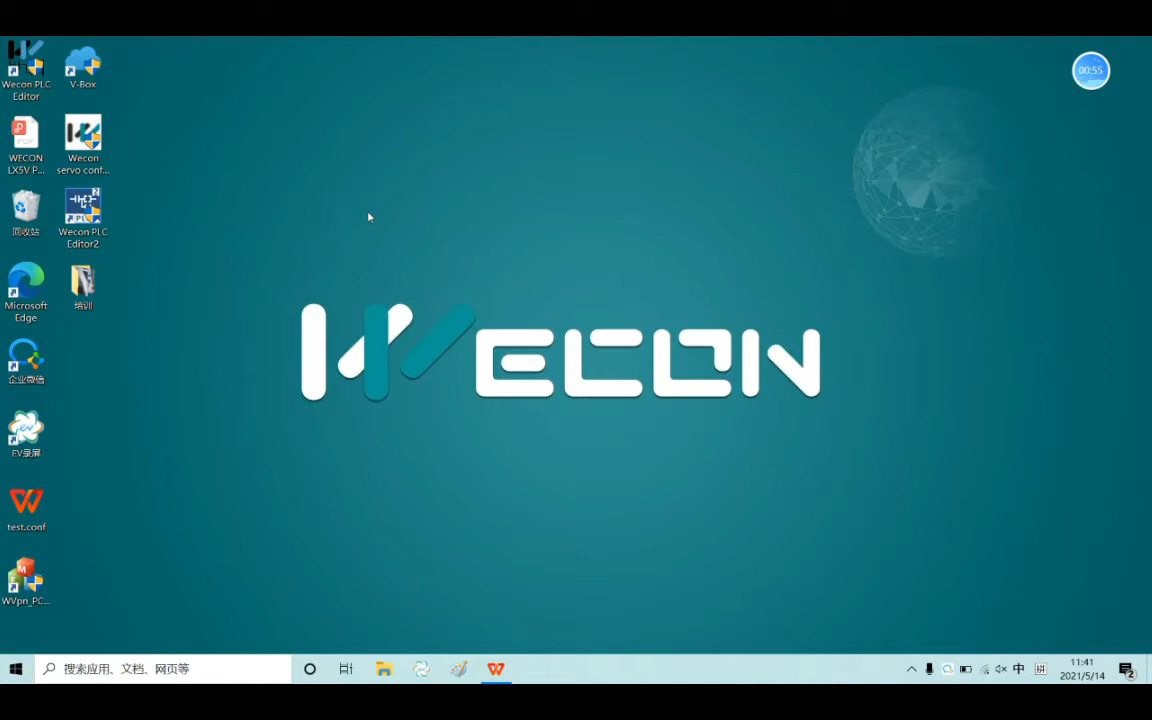 Wecon PLC
Editor
V-Box
WECON
LX5V P...
Wecon
servo conf...
回收站
Wecon PLC
Editor2
Microsoft
Edge
培训
企业微信
EV录屏
test.conf
WVpn_PC...
00:55
WECON
搜索应用、文档、网页等
中
拼
11:41
2021/5/14
2